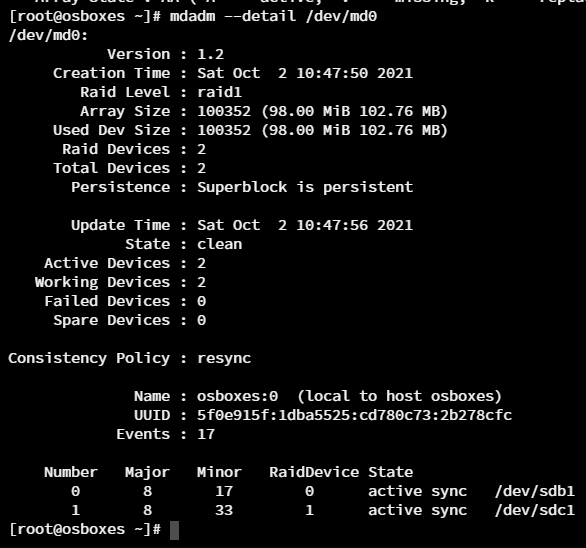 [root@osboxes ~]# mdadm --detail /dev/md0
/dev/md0:
Version : 1.2
Creation Time : Sat Oct  2 10:47:50 2021
Raid Level : raid1
Array Size : 100352 (98.00 MiB 102.76 MB)
Used Dev Size : 100352 (98.00 MiB 102.76 MB)
Raid Devices : 2
Total Devices : 2
Persistence : Superblock is persistent
Update Time : Sat Oct  2 10:47:56 2021
State : clean
Active Devices : 2
Working Devices : 2
Failed Devices : 0
Spare Devices : 0
Consistency Policy : resync
Name : osboxes:0  (local to host osboxes)
UUID : 5f0e915f:1dba5525:cd780c73:2b278cfc
Events : 17
Number   Major   Minor   RaidDevice State
0       8       17        0      active sync   /dev/sdb1
1       8       33        1      active sync   /dev/sdc1
[root@osboxes ~]#